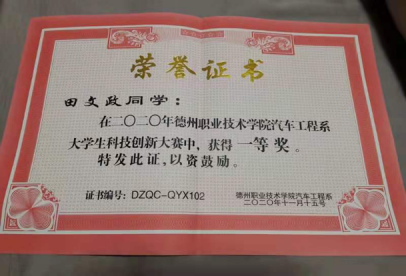 荣誉证书
田文政同学：
在二〇二〇年德州职业技术学院汽车工程系
大学生科技创新大赛中，获得 一等奖。
特发此证，以资鼓励。
证书编号：DZQC-QYX102
德州职业技术学院汽车工程系
二〇二〇年十一月十五号